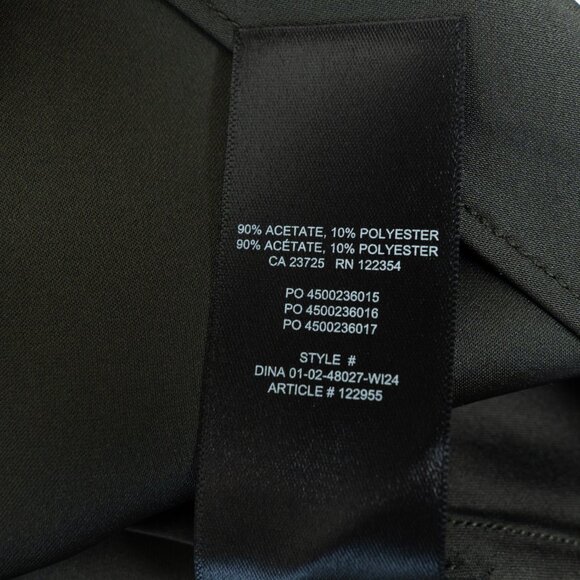 90% ACETATE, 10% POLYESTER
90% ACÉTATE, 10% POLYESTER
CA 23725 RN 122354
PO 4500236015
PO 4500236016
PO 4500236017
STYLE #
DINA 01-02-48027-WI24
ARTICLE # 122955